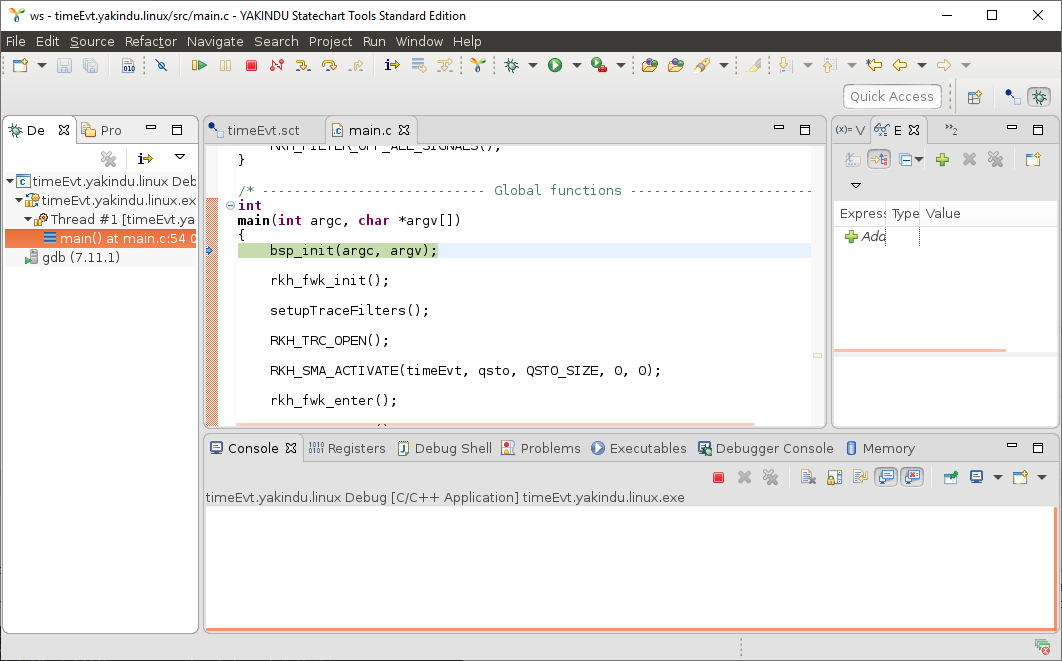 ws - timeEvt.yakindu.linux/src/main.c - YAKINDU Statechart Tools Standard Edition
File Edit Source Refactor Navigate Search Project Run Window Help
Quick Access
De
Pro
timeEvt.yakindu.linux Deb
timeEvt.yakindu.linux.ex
Thread #1 [timeEvt.ya
main() at main.c:54 0
gdb (7.11.1)
timeEvt.sct
main.c
RKH_FILTER_OFF_ALL_SIGNALS();
}
/* ---------------------------- Global functions -----------------------
int
main(int argc, char *argv[])
{
bsp_init(argc, argv);
rkh_fwk_init();
setupTraceFilters();
RKH_TRC_OPEN();
RKH_SMA_ACTIVATE(timeEvt, qsto, QSTO_SIZE, 0, 0);
rkh_fwk_enter();
(x)= V
E
»2
Express Type Value
Add
Console
Registers
Debug Shell
Problems
Executables
Debugger Console
Memory
timeEvt.yakindu.linux Debug [C/C++ Application] timeEvt.yakindu.linux.exe